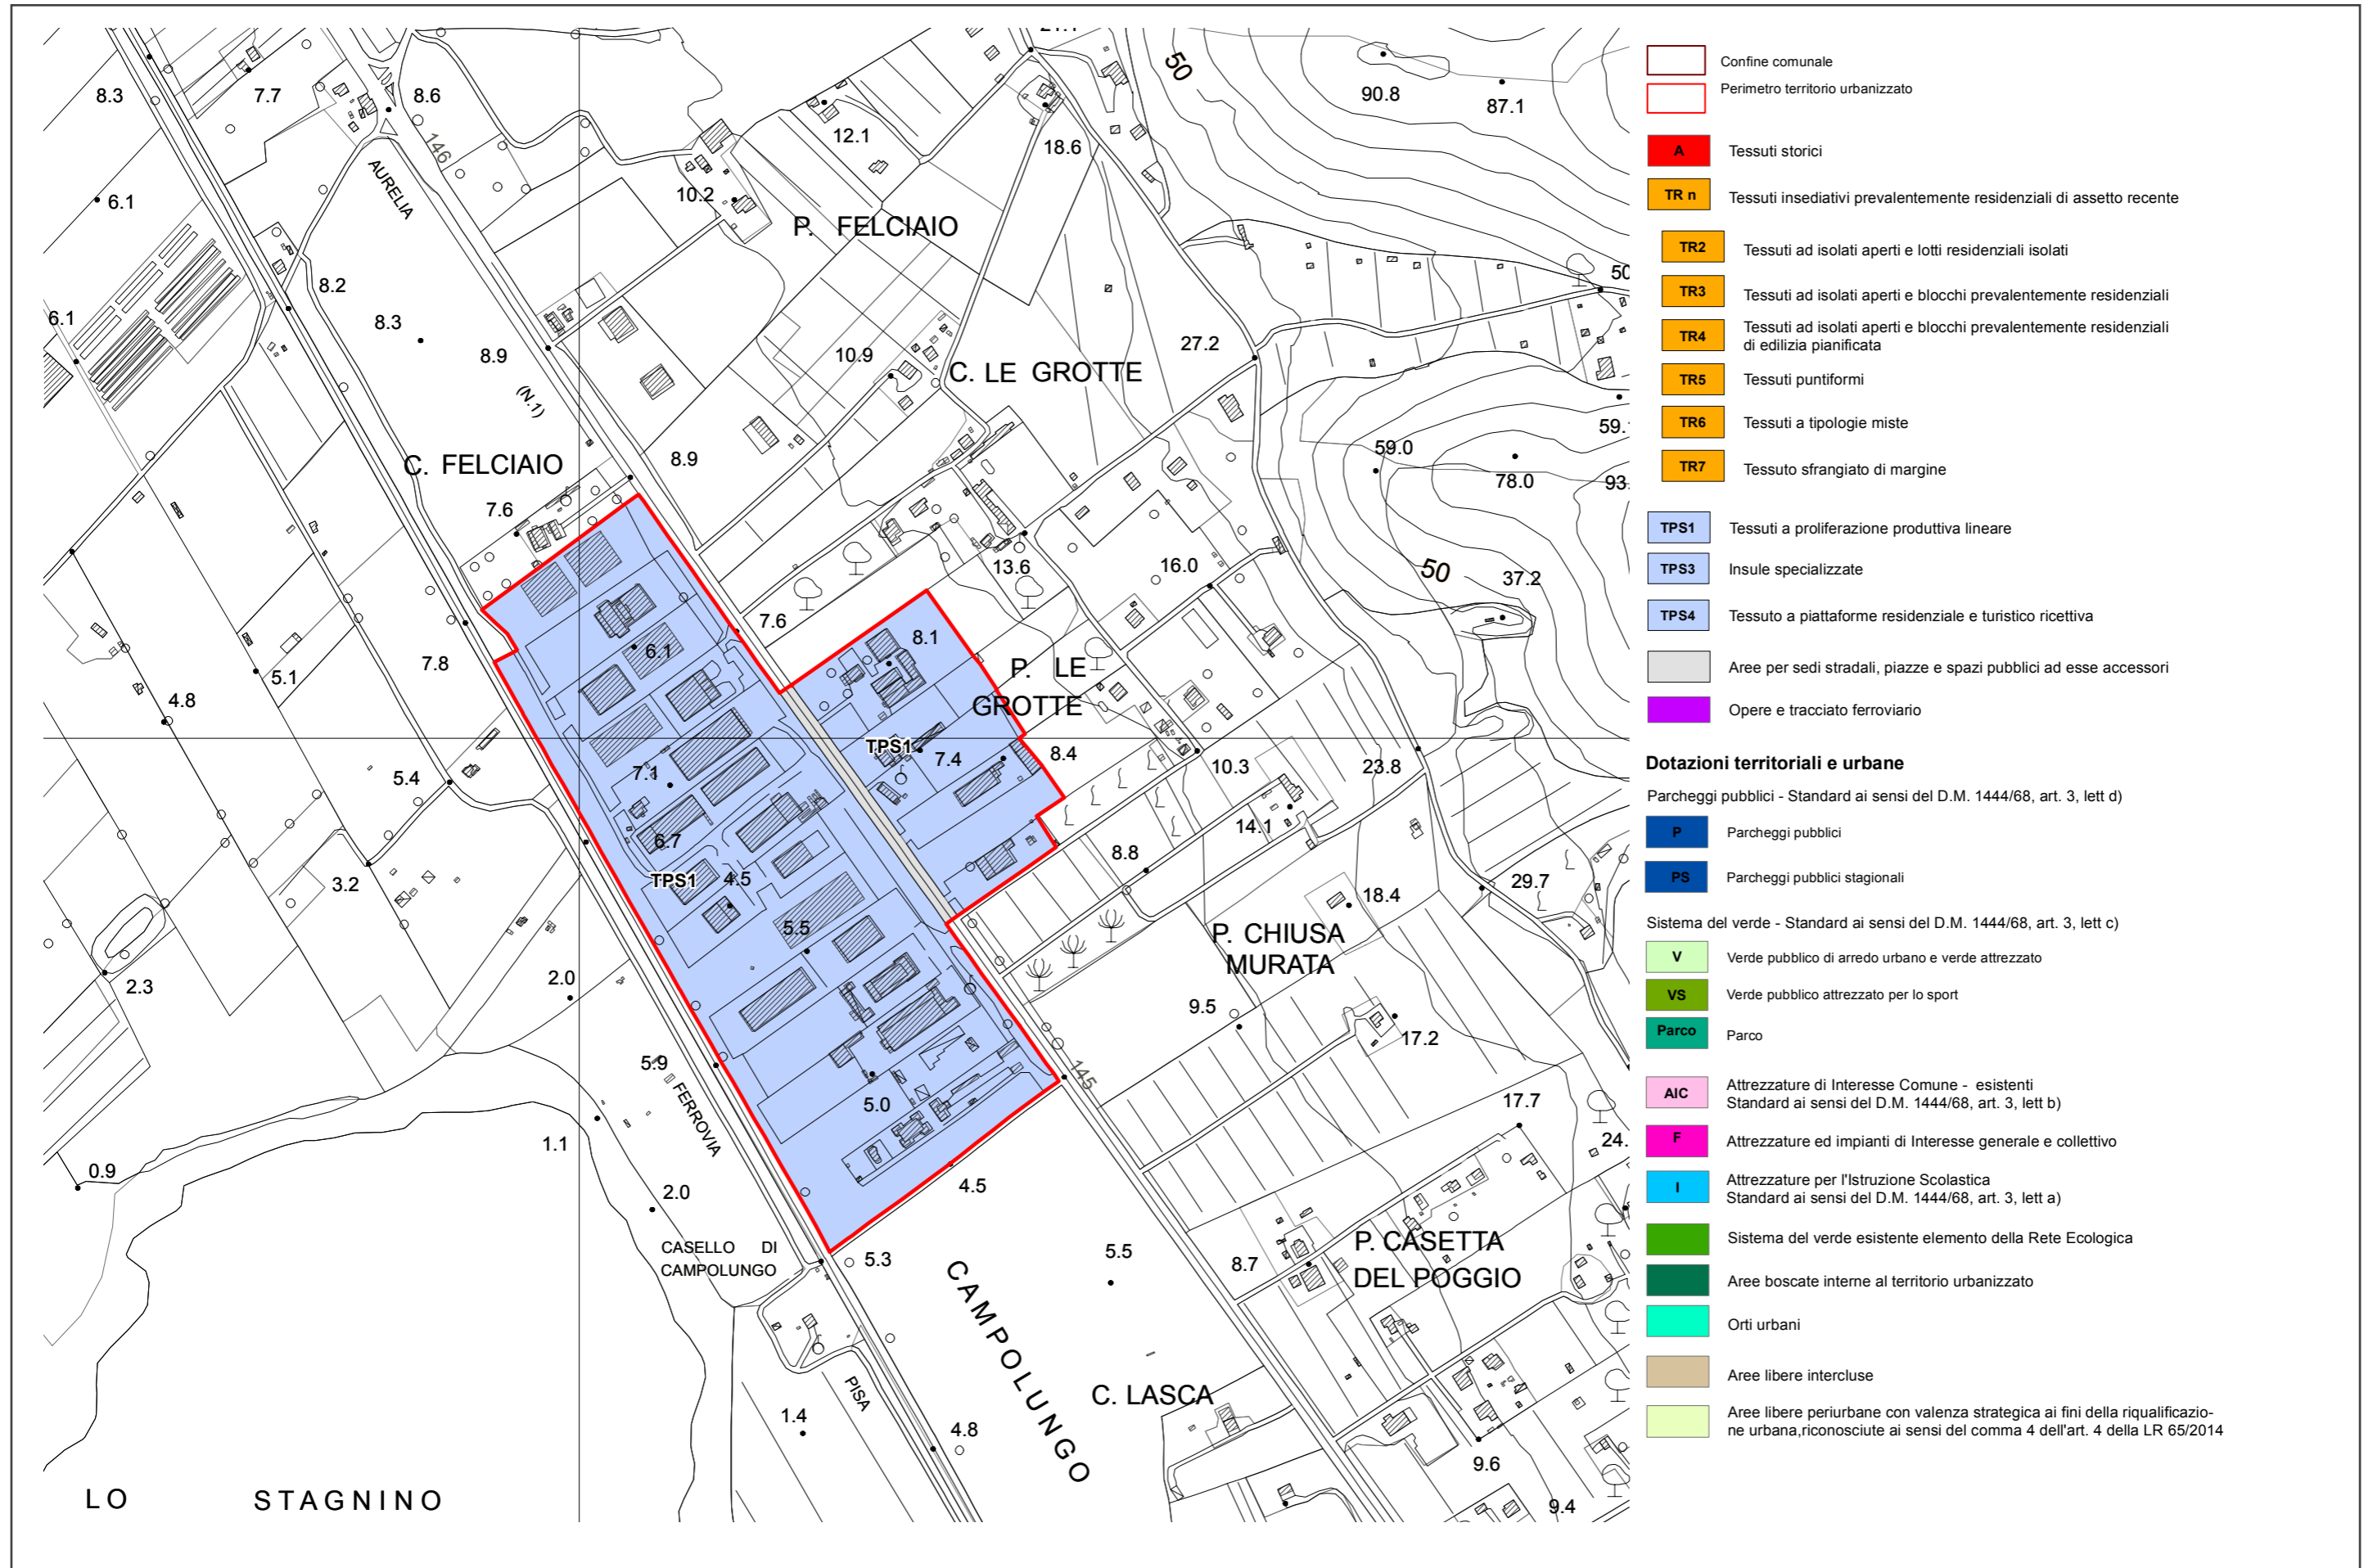 21.1
50
90.8
87.1
8.3
7.7
8.6
146
12.1
18.6
AURELIA
10.2
6.1
P. FELCIAIO
8.2
50
6.1
8.3
8.9
10.9
27.2
C. LE GROTTE
(N.1)
59.
C. FELCIAIO
8.9
59.0
78.0
93.
7.6
13.6
16.0
50
37.2
7.6
8.1
6.1
7.8
5.1
4.8
P. LE
GROTTE
TPS1
7.4
8.4
10.3
23.8
7.1
5.4
6.7
14.1
8.8
TPS1
4.5
3.2
18.4
29.7
5.5
P. CHIUSA
MURATA
2.3
2.0
9.5
17.2
5.9
FERROVIA
145
5.0
17.7
1.1
24.
0.9
4.5
2.0
CASELLO DI
CAMPOLUNGO
5.3
5.5
8.7
P. CASETTA
DEL POGGIO
CAMPOLUNGO
PISA
C. LASCA
1.4
4.8
9.6
9.4
LO STAGNINO
Confine comunale
Perimetro territorio urbanizzato
A Tessuti storici
TR n Tessuti insediativi prevalentemente residenziali di assetto recente
TR2 Tessuti ad isolati aperti e lotti residenziali isolati
TR3 Tessuti ad isolati aperti e blocchi prevalentemente residenziali
TR4 Tessuti ad isolati aperti e blocchi prevalentemente residenziali
di edilizia pianificata
TR5 Tessuti puntiformi
TR6 Tessuti a tipologie miste
TR7 Tessuto sfrangiato di margine
TPS1 Tessuti a proliferazione produttiva lineare
TPS3 Insule specializzate
TPS4 Tessuto a piattaforme residenziale e turistico ricettiva
Aree per sedi stradali, piazze e spazi pubblici ad esse accessori
Opere e tracciato ferroviario
Dotazioni territoriali e urbane
Parcheggi pubblici - Standard ai sensi del D.M. 1444/68, art. 3, lett d)
P Parcheggi pubblici
PS Parcheggi pubblici stagionali
Sistema del verde - Standard ai sensi del D.M. 1444/68, art. 3, lett c)
V Verde pubblico di arredo urbano e verde attrezzato
VS Verde pubblico attrezzato per lo sport
Parco Parco
AIC Attrezzature di Interesse Comune - esistenti
Standard ai sensi del D.M. 1444/68, art. 3, lett b)
F Attrezzature ed impianti di Interesse generale e collettivo
I Attrezzature per l'Istruzione Scolastica
Standard ai sensi del D.M. 1444/68, art. 3, lett a)
Sistema del verde esistente elemento della Rete Ecologica
Aree boscate interne al territorio urbanizzato
Orti urbani
Aree libere intercluse
Aree libere periurbane con valenza strategica ai fini della riqualificazio-
ne urbana,riconosciute ai sensi del comma 4 dell'art. 4 della LR 65/2014